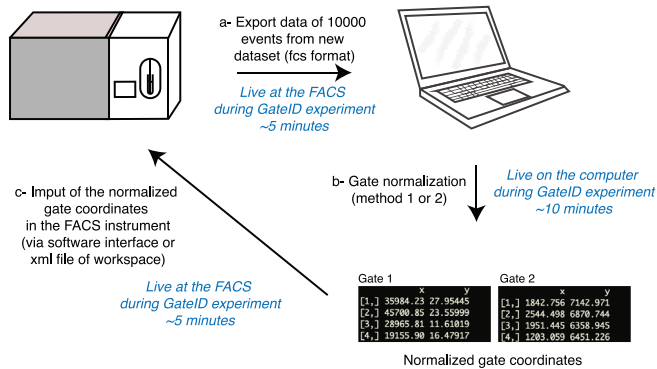 a- Export data of 10000
events from new
dataset (fcs format)
Live at the FACS
during GateID experiment
~5 minutes
b- Gate normalization
(method 1 or 2)
Live on the computer
during GateID experiment
~10 minutes
c- Imput of the normalized
gate coordinates
in the FACS instrument
(via software interface or
xml file of workspace)
Live at the FACS
during GateID experiment
~5 minutes
Gate 1
x y
[1,] 35984.23 27.95445
[2,] 45700.85 23.55999
[3,] 28965.81 11.61019
[4,] 19155.90 16.47917
Gate 2
x y
[1,] 1842.756 7142.971
[2,] 2544.498 6870.744
[3,] 1951.445 6358.945
[4,] 1203.059 6451.226
Normalized gate coordinates